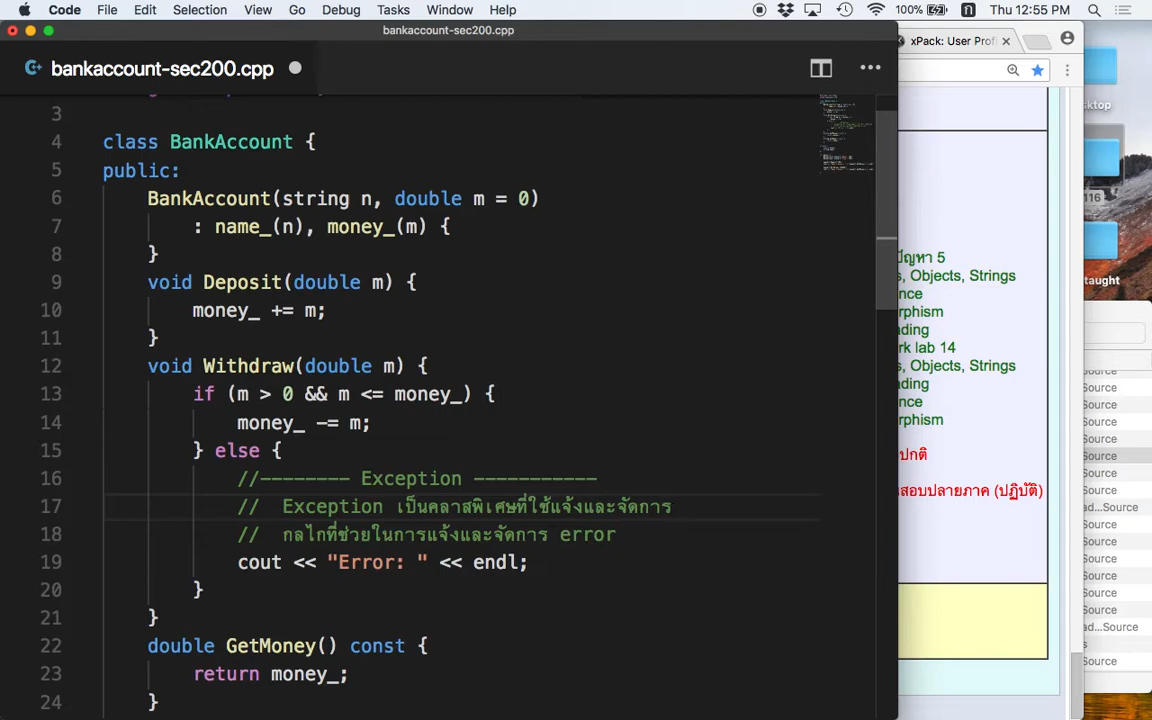 Code File Edit Selection View Go Debug Tasks Window Help 100% Thu 12:55 PM
bankaccount-sec200.cpp
bankaccount-sec200.cpp
3
4 class BankAccount {
5 public:
6 BankAccount(string n, double m = 0)
7 : name_(n), money_(m) {
8 }
9 void Deposit(double m) {
10 money_ += m;
11 }
12 void Withdraw(double m) {
13 if (m > 0 && m <= money_) {
14 money_ -= m;
15 } else {
16 //-------- Exception -----------
17 // Exception เป็นคลาสพิเศษที่ใช้แจ้งและจัดการ
18 // กลไกที่ช่วยในการแจ้งและจัดการ error
19 cout << "Error: " << endl;
20 }
21 }
22 double GetMoney() const {
23 return money_;
24 }
xPack: User Profi
ปัญหา 5
s, Objects, Strings
nce
rphism
ding
rk lab 14
s, Objects, Strings
ding
nce
rphism
ปกติ
นสอบปลายภาค (ปฏิบัติ)
sktop
116
taught
Source
Source
Source
Source
Source
Source
Source
ad...Source
Source
Source
Source
Source
Source
Source
ad...Source
s
Source